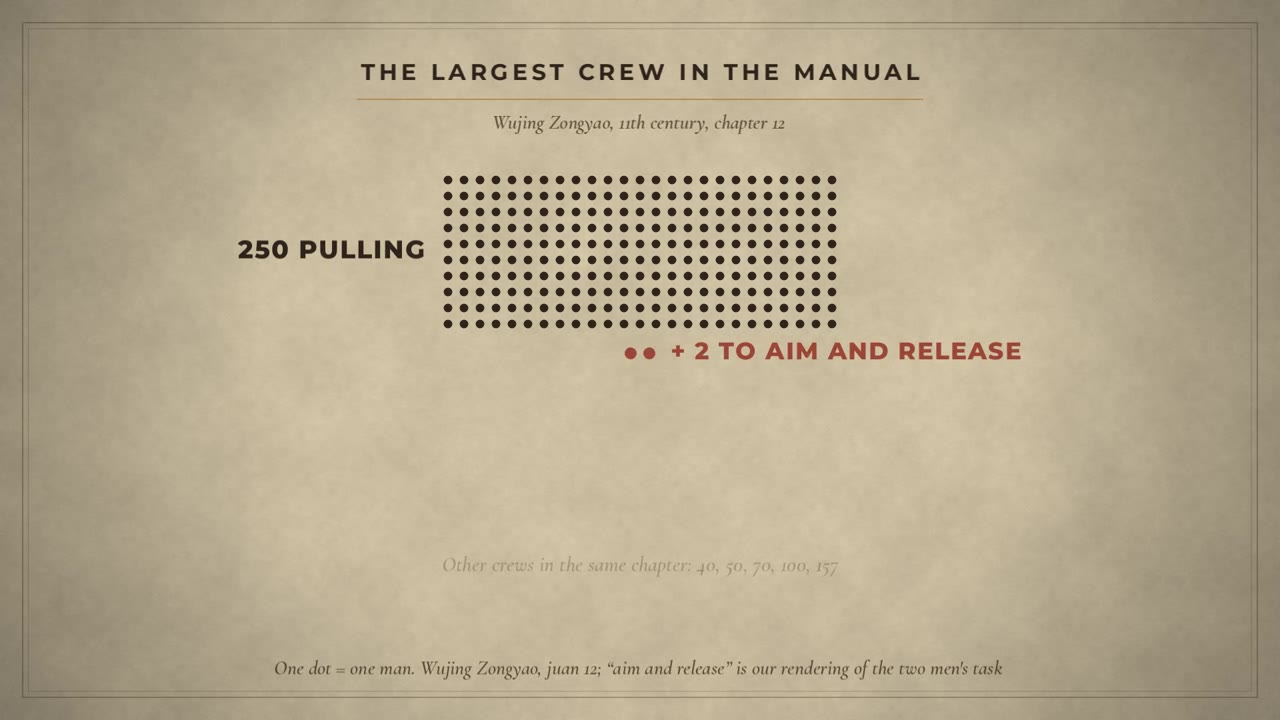 THE LARGEST CREW IN THE MANUAL
Wujing Zongyao, 11th century, chapter 12
250 PULLING
+ 2 TO AIM AND RELEASE
Other crews in the same chapter: 40, 50, 70, 100, 157
One dot = one man. Wujing Zongyao, juan 12; “aim and release” is our rendering of the two men's task